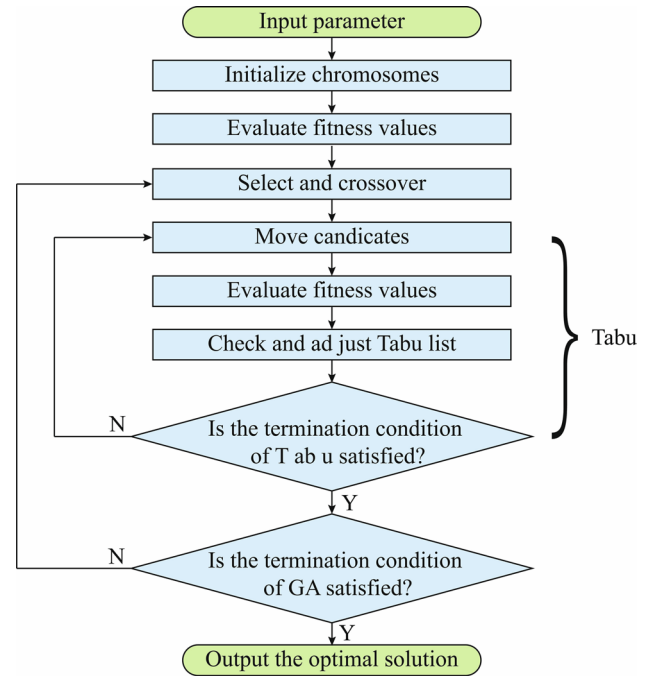 Input parameter
Initialize chromosomes
Evaluate fitness values
Select and crossover
Move candicates
Evaluate fitness values
Check and ad just Tabu list
Tabu
N
Is the termination condition
of T ab u satisfied?
Y
N
Is the termination condition
of GA satisfied?
Y
Output the optimal solution